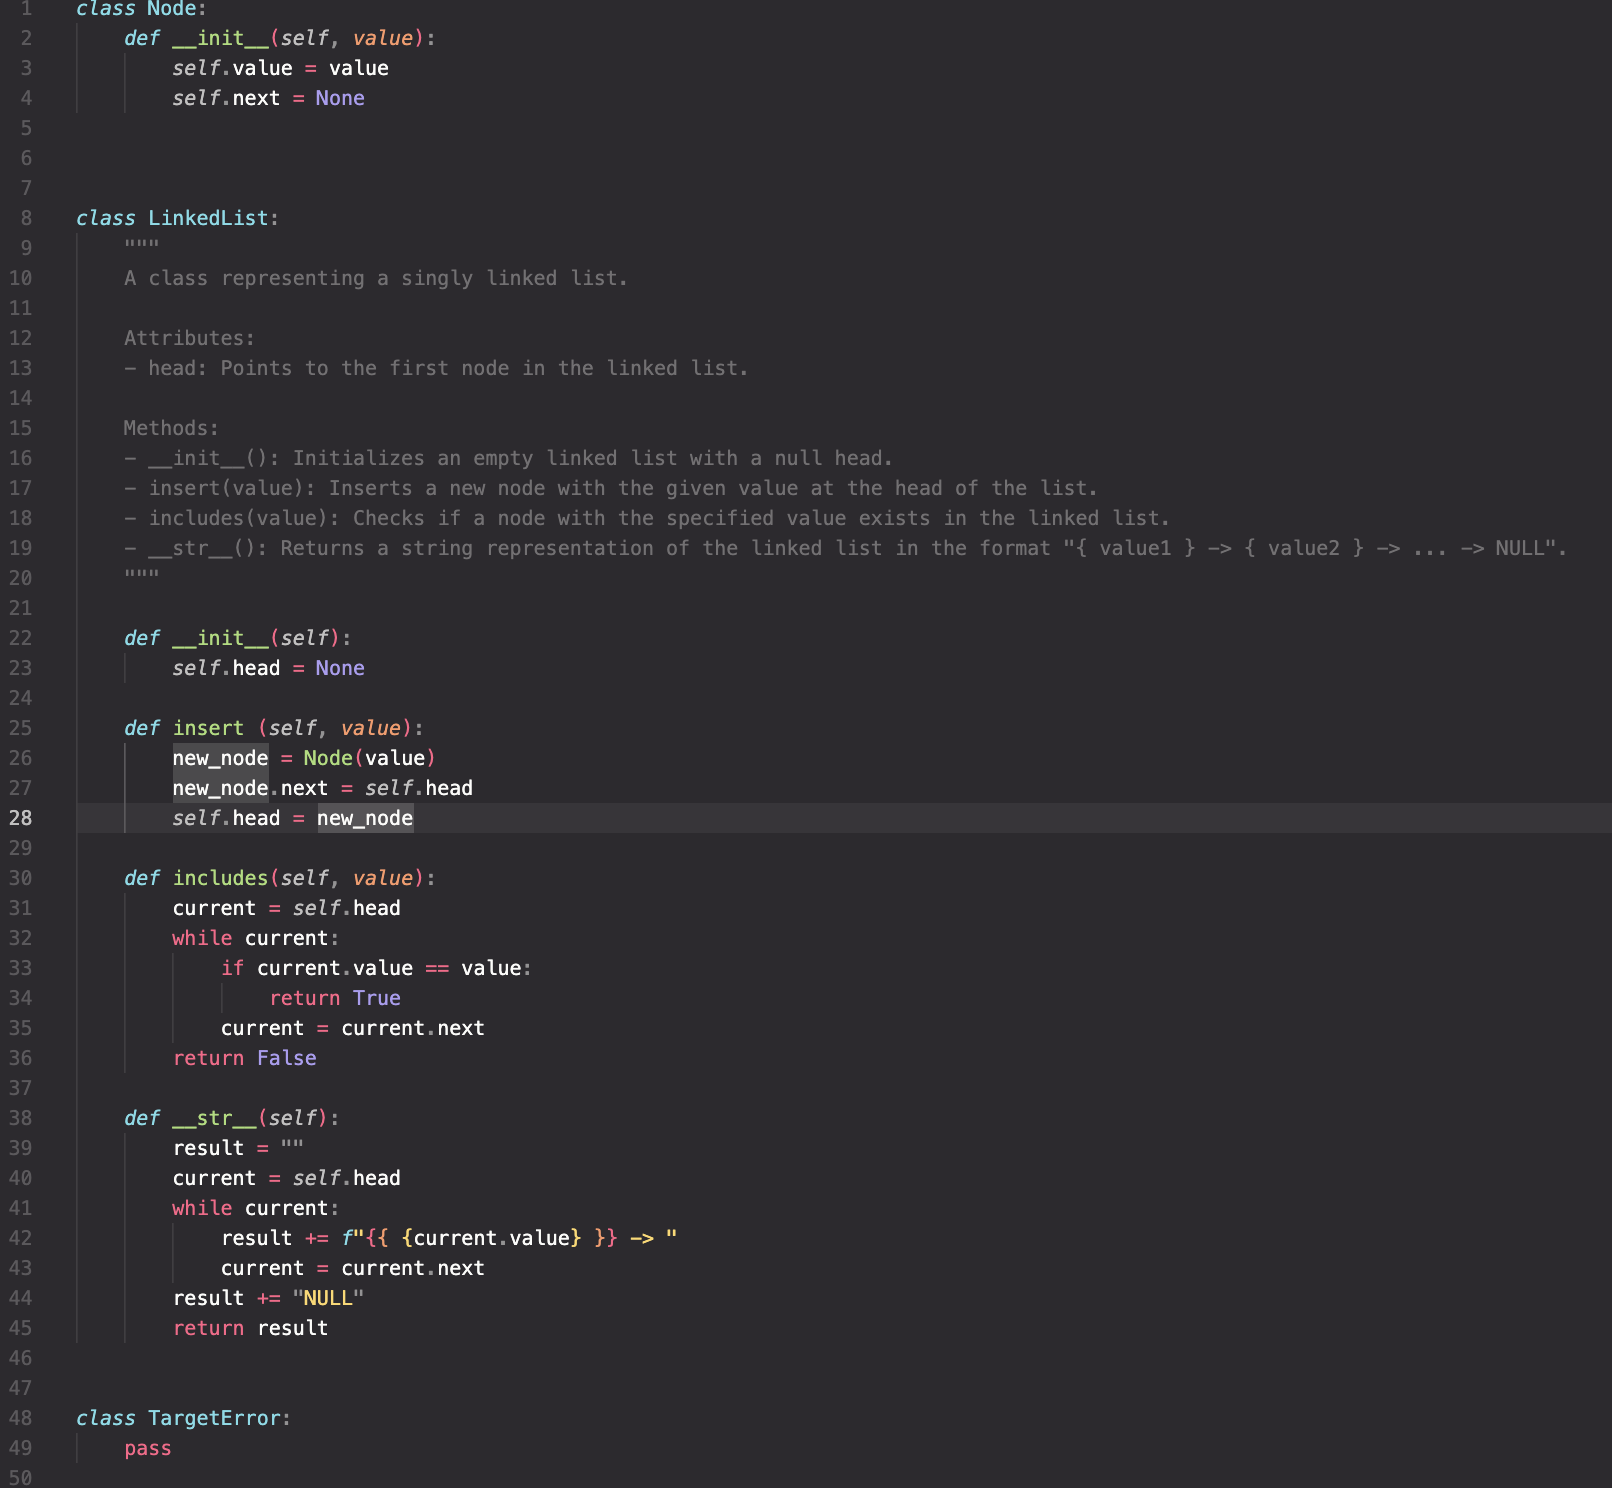 1 class Node:
2     def __init__(self, value):
3         self.value = value
4         self.next = None
5
6
7
8 class LinkedList:
9     """
10     A class representing a singly linked list.
11
12     Attributes:
13     - head: Points to the first node in the linked list.
14
15     Methods:
16     - __init__(): Initializes an empty linked list with a null head.
17     - insert(value): Inserts a new node with the given value at the head of the list.
18     - includes(value): Checks if a node with the specified value exists in the linked list.
19     - __str__(): Returns a string representation of the linked list in the format "{ value1 } -> { value2 } -> ... -> NULL".
20     """
21
22     def __init__(self):
23         self.head = None
24
25     def insert (self, value):
26         new_node = Node(value)
27         new_node.next = self.head
28         self.head = new_node
29
30     def includes(self, value):
31         current = self.head
32         while current:
33             if current.value == value:
34                 return True
35             current = current.next
36         return False
37
38     def __str__(self):
39         result = ""
40         current = self.head
41         while current:
42             result += f"{{ {current.value} }} -> "
43             current = current.next
44         result += "NULL"
45         return result
46
47
48 class TargetError:
49     pass
50